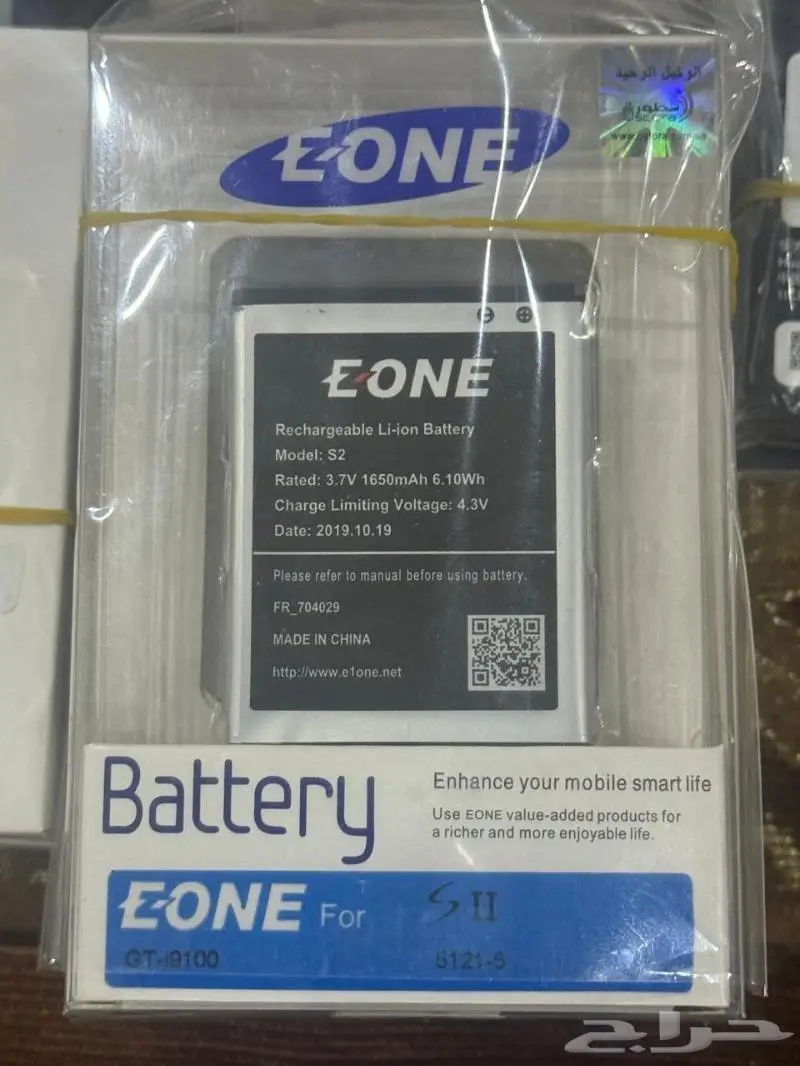 الوكيل الوحيد
سطور
EONE
EONE
Rechargeable Li-ion Battery
Model: S2
Rated: 3.7V 1650mAh 6.10Wh
Charge Limiting Voltage: 4.3V
Date: 2019.10.19
Please refer to manual before using battery.
FR_704029
MADE IN CHINA
http://www.e1one.net
Battery
Enhance your mobile smart life
Use EONE value-added products for
a richer and more enjoyable life.
EONE For S II
GT-i9100 5121-5
حراج